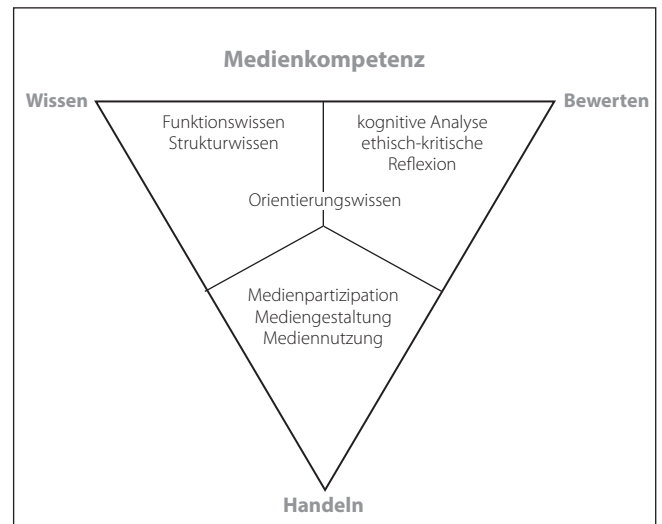 Medienkompetenz
Wissen
Bewerten
Funktionswissen
Strukturwissen
kognitive Analyse
ethisch-kritische
Reflexion
Orientierungswissen
Medienpartizipation
Mediengestaltung
Mediennutzung
Handeln